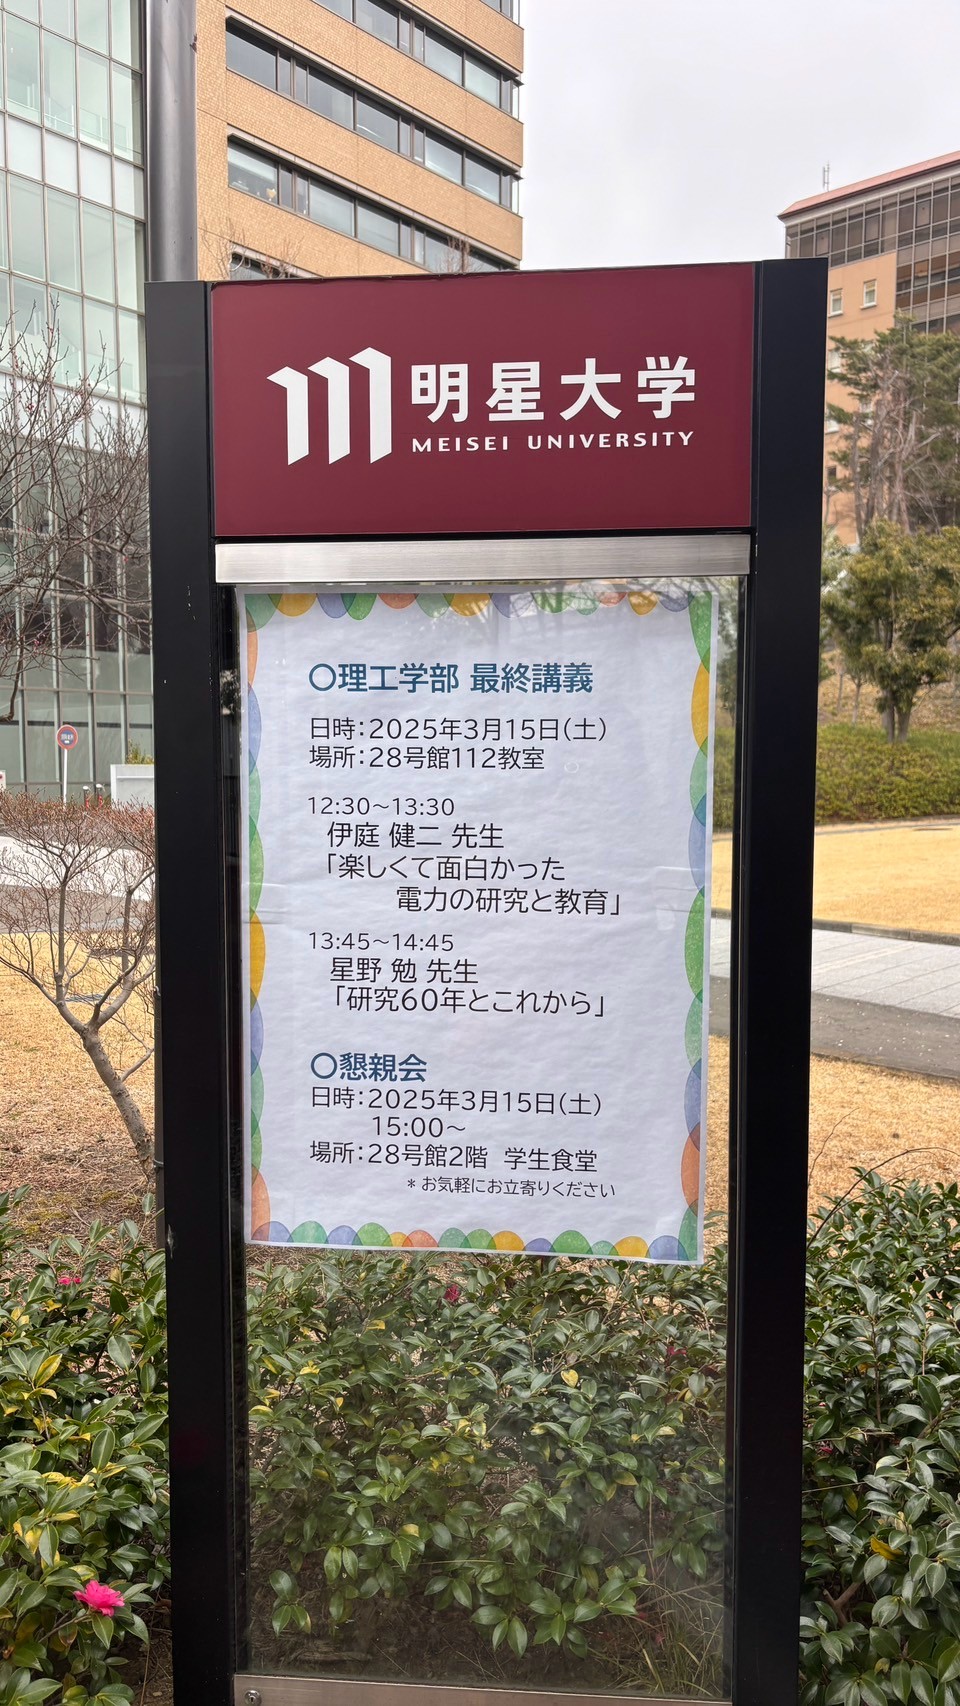 明星大学
MEISEI UNIVERSITY
〇理工学部 最終講義
日時：2025年3月15日（土）
場所：28号館112教室
12:30～13:30
伊庭 健二 先生
「楽しくて面白かった
電力の研究と教育」
13:45～14:45
星野 勉 先生
「研究60年とこれから」
〇懇親会
日時：2025年3月15日（土）
15:00～
場所：28号館2階 学生食堂
＊お気軽にお立寄りください